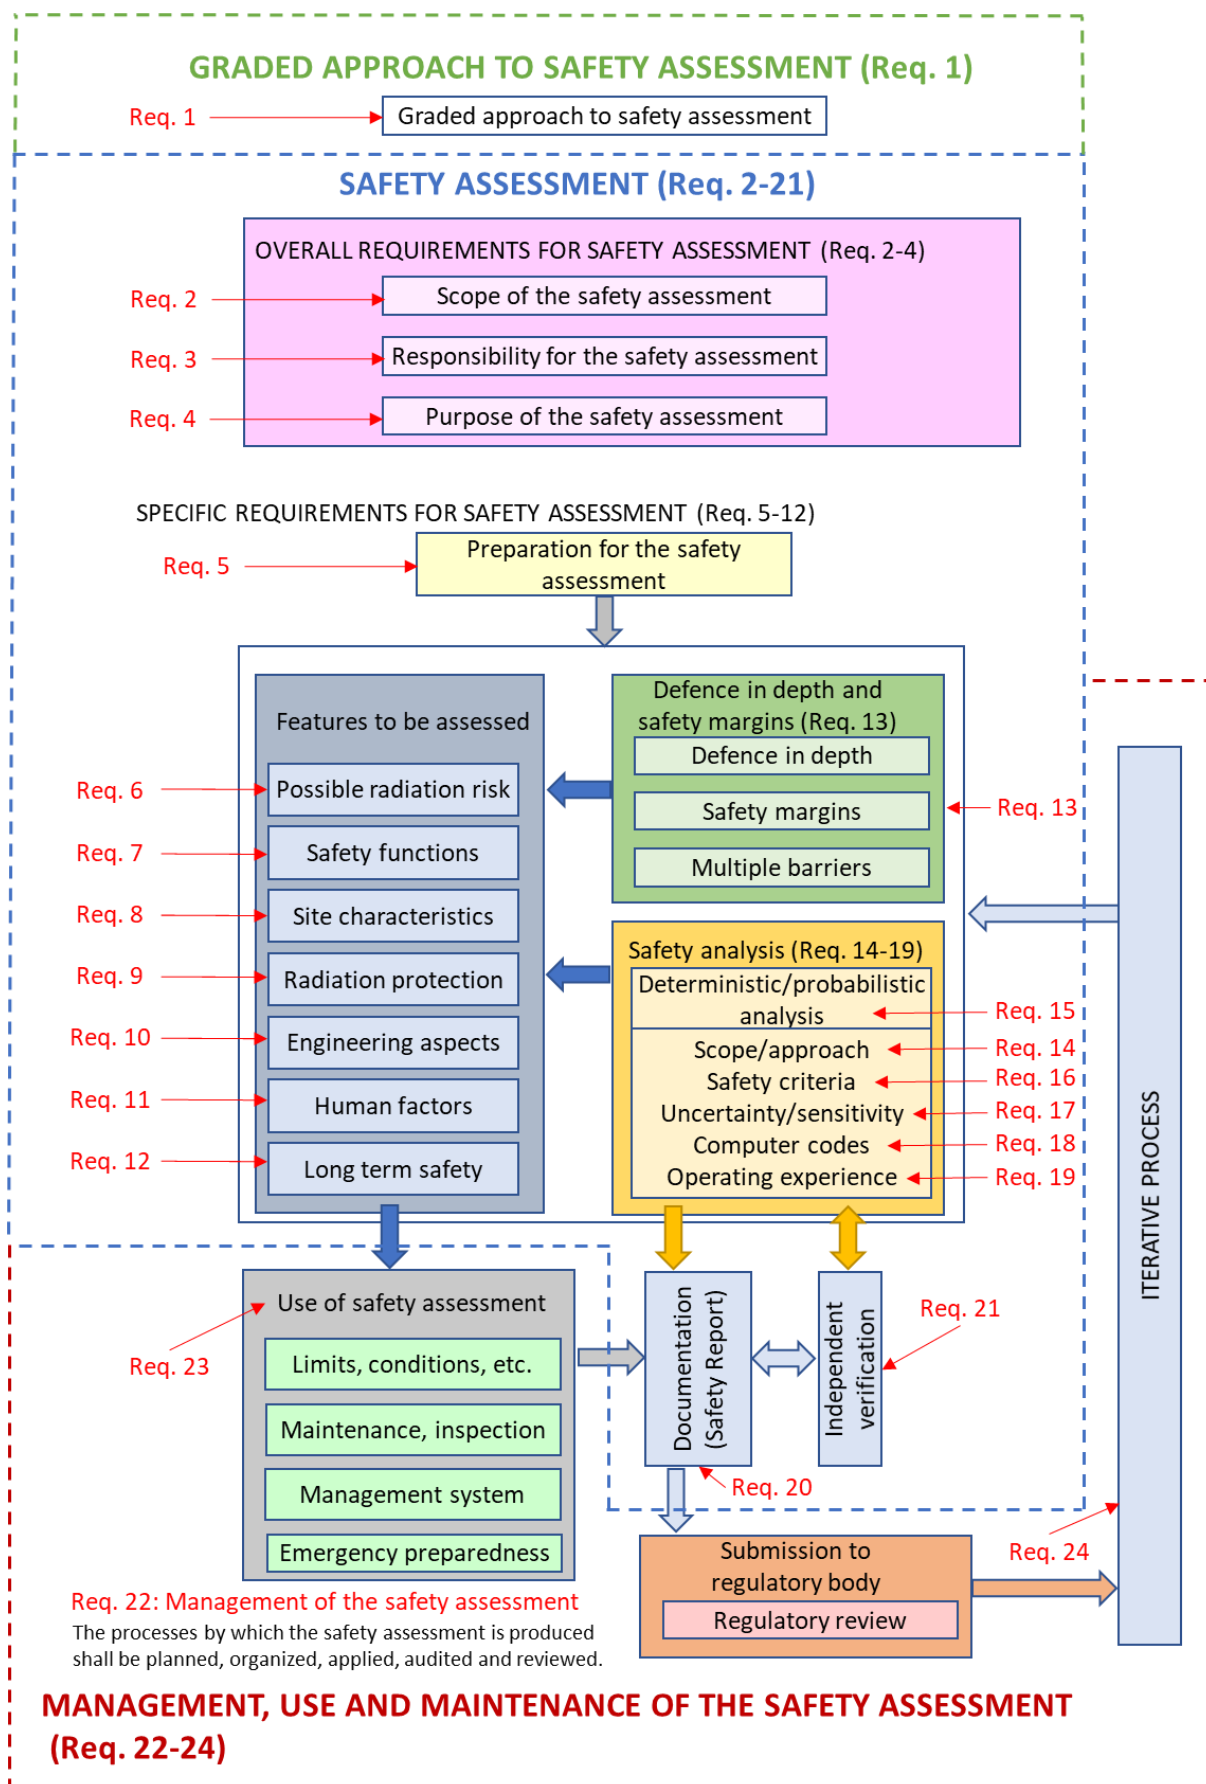 GRADED APPROACH TO SAFETY ASSESSMENT (Req. 1)
Req. 1
Graded approach to safety assessment
SAFETY ASSESSMENT (Req. 2-21)
OVERALL REQUIREMENTS FOR SAFETY ASSESSMENT (Req. 2-4)
Req. 2
Scope of the safety assessment
Req. 3
Responsibility for the safety assessment
Req. 4
Purpose of the safety assessment
SPECIFIC REQUIREMENTS FOR SAFETY ASSESSMENT (Req. 5-12)
Req. 5
Preparation for the safety
assessment
Features to be assessed
Req. 6
Possible radiation risk
Req. 7
Safety functions
Req. 8
Site characteristics
Req. 9
Radiation protection
Req. 10
Engineering aspects
Req. 11
Human factors
Req. 12
Long term safety
Defence in depth and
safety margins (Req. 13)
Defence in depth
Safety margins
Req. 13
Multiple barriers
Safety analysis (Req. 14-19)
Deterministic/probabilistic
analysis
Req. 15
Scope/approach
Req. 14
Safety criteria
Req. 16
Uncertainty/sensitivity
Req. 17
Computer codes
Req. 18
Operating experience
Req. 19
ITERATIVE PROCESS
Use of safety assessment
Req. 23
Limits, conditions, etc.
Maintenance, inspection
Management system
Emergency preparedness
Documentation
(Safety Report)
Independent
verification
Req. 21
Req. 20
Submission to
regulatory body
Regulatory review
Req. 24
Req. 22: Management of the safety assessment
The processes by which the safety assessment is produced
shall be planned, organized, applied, audited and reviewed.
MANAGEMENT, USE AND MAINTENANCE OF THE SAFETY ASSESSMENT
(Req. 22-24)